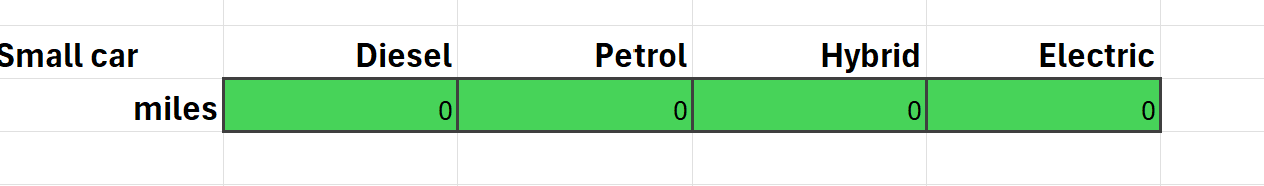 Small car Diesel Petrol Hybrid Electric
miles 0 0 0 0